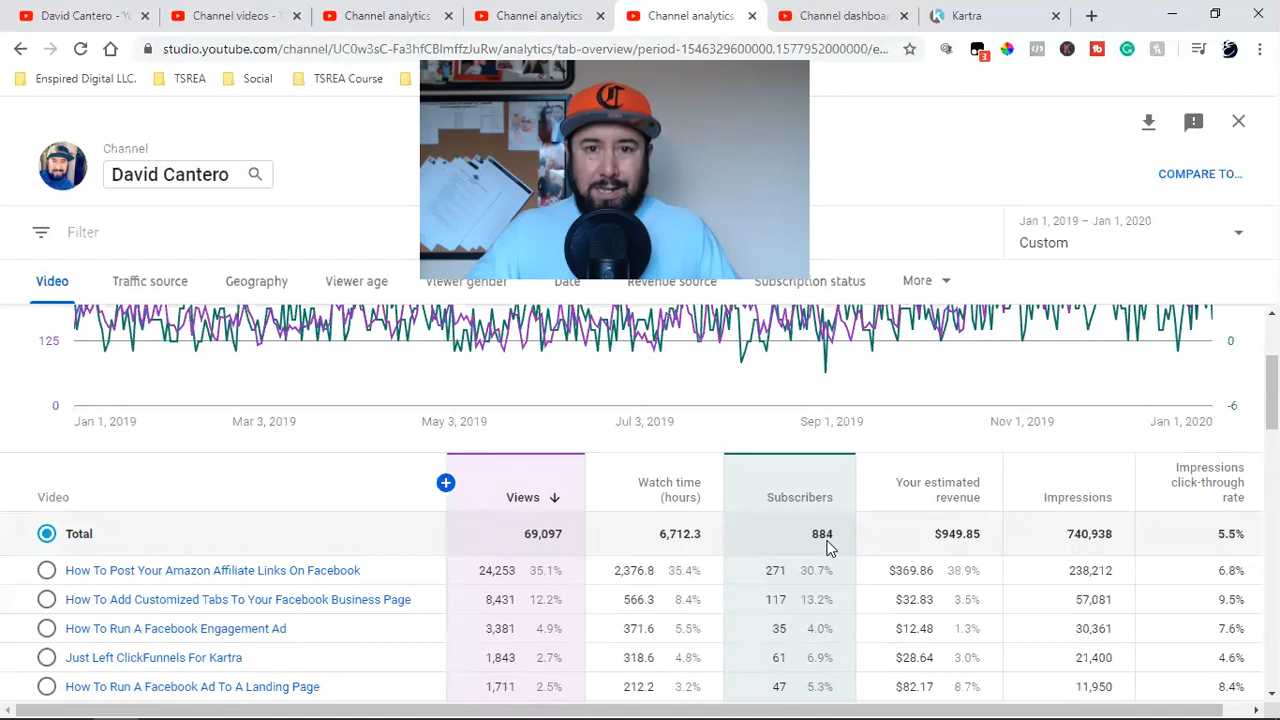 David Cantero - Yo
Channel videos - Y
Channel analytics
Channel analytics
Channel analytics
Channel dashboa
Kartra
studio.youtube.com/channel/UC0w3sC-Fa3hfCBlmffzJuRw/analytics/tab-overview/period-1546329600000,1577952000000/e...
3
Enspired Digital LLC.
TSREA
Social
TSREA Course
Channel
David Cantero
COMPARE TO...
Filter
Jan 1, 2019 – Jan 1, 2020
Custom
Video
Traffic source
Geography
Viewer age
Viewer gender
Date
Revenue source
Subscription status
More
125
0
0
-6
Jan 1, 2019
Mar 3, 2019
May 3, 2019
Jul 3, 2019
Sep 1, 2019
Nov 1, 2019
Jan 1, 2020
Video
Views
Watch time
(hours)
Subscribers
Your estimated
revenue
Impressions
Impressions
click-through
rate
Total 69,097 6,712.3 884 $949.85 740,938 5.5%
How To Post Your Amazon Affiliate Links On Facebook 24,253 35.1% 2,376.8 35.4% 271 30.7% $369.86 38.9% 238,212 6.8%
How To Add Customized Tabs To Your Facebook Business Page 8,431 12.2% 566.3 8.4% 117 13.2% $32.83 3.5% 57,081 9.5%
How To Run A Facebook Engagement Ad 3,381 4.9% 371.6 5.5% 35 4.0% $12.48 1.3% 30,361 7.6%
Just Left ClickFunnels For Kartra 1,843 2.7% 318.6 4.8% 61 6.9% $28.64 3.0% 21,400 4.6%
How To Run A Facebook Ad To A Landing Page 1,711 2.5% 212.2 3.2% 47 5.3% $82.17 8.7% 11,950 8.4%